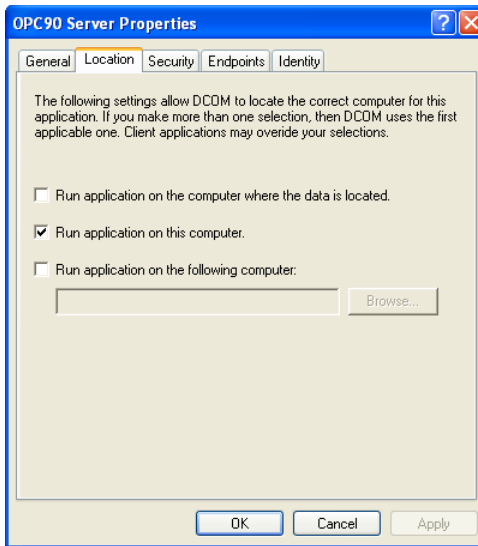 OPC90 Server Properties
General Location Security Endpoints Identity
The following settings allow DCOM to locate the correct computer for this
application. If you make more than one selection, then DCOM uses the first
applicable one. Client applications may overide your selections.
Run application on the computer where the data is located.
Run application on this computer.
Run application on the following computer:
Browse...
OK Cancel Apply